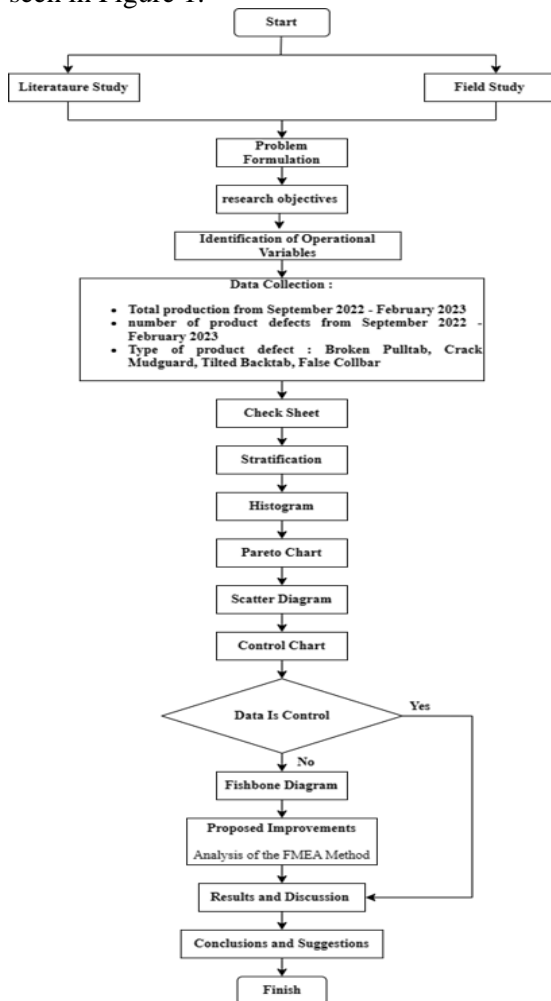 seen in Figure 1.
Start
Literataure Study
Field Study
Problem
Formulation
research objectives
Identification of Operational
Variables
Data Collection :
• Total production from September 2022 - February 2023
• number of product defects from September 2022 -
February 2023
• Type of product defect : Broken Pulltab, Crack
Mudguard, Tilted Backtab, False Collbar
Check Sheet
Stratification
Histogram
Pareto Chart
Scatter Diagram
Control Chart
Data Is Control
Yes
No
Fishbone Diagram
Proposed Improvements
Analysis of the FMEA Method
Results and Discussion
Conclusions and Suggestions
Finish